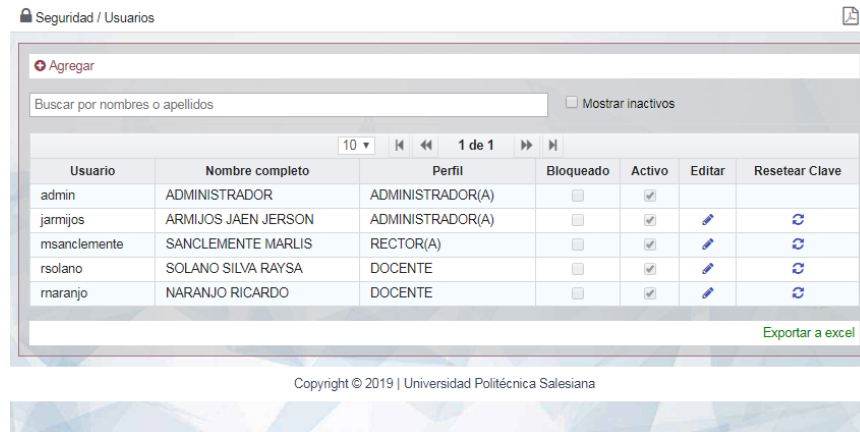 Seguridad / Usuarios
Agregar
Buscar por nombres o apellidos
Mostrar inactivos
10 1 de 1
Usuario Nombre completo Perfil Bloqueado Activo Editar Resetear Clave
admin ADMINISTRADOR ADMINISTRADOR(A)
jarmijos ARMIJOS JAEN JERSON ADMINISTRADOR(A)
msanclemente SANCLEMENTE MARLIS RECTOR(A)
rsolano SOLANO SILVA RAYSA DOCENTE
rnaranjo NARANJO RICARDO DOCENTE
Exportar a excel
Copyright © 2019 | Universidad Politécnica Salesiana